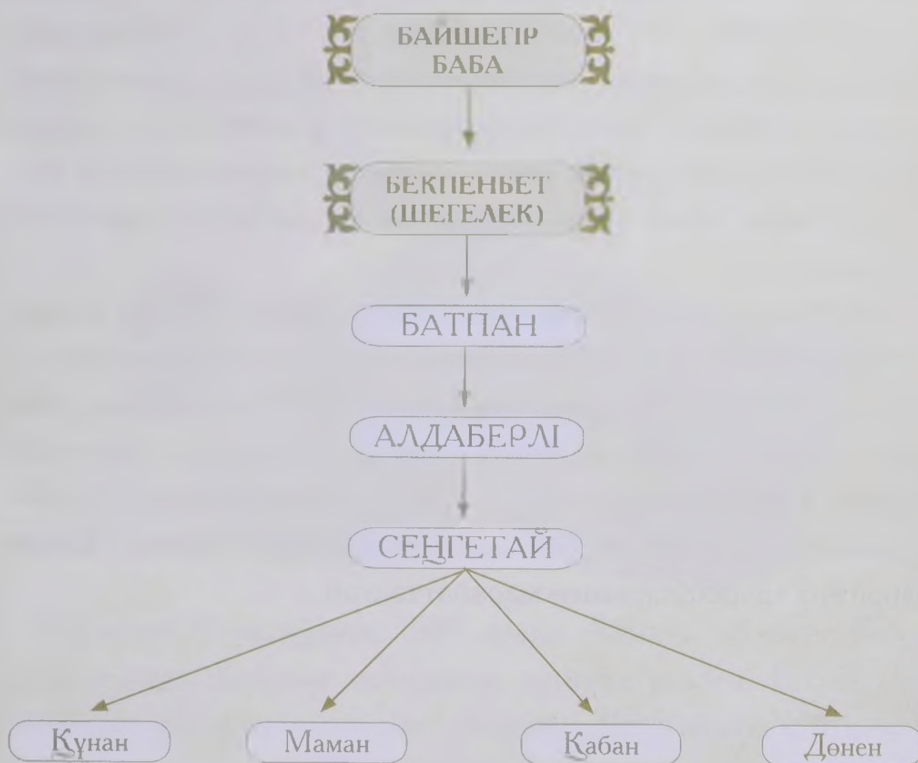 БАЙШЕГІР
БАБА
БЕКПЕНБЕТ
(ШЕГЕЛЕК)
БАТПАН
АЛДАБЕРЛІ
СЕҢГЕТАЙ
Құнан
Маман
Қабан
Дөнен